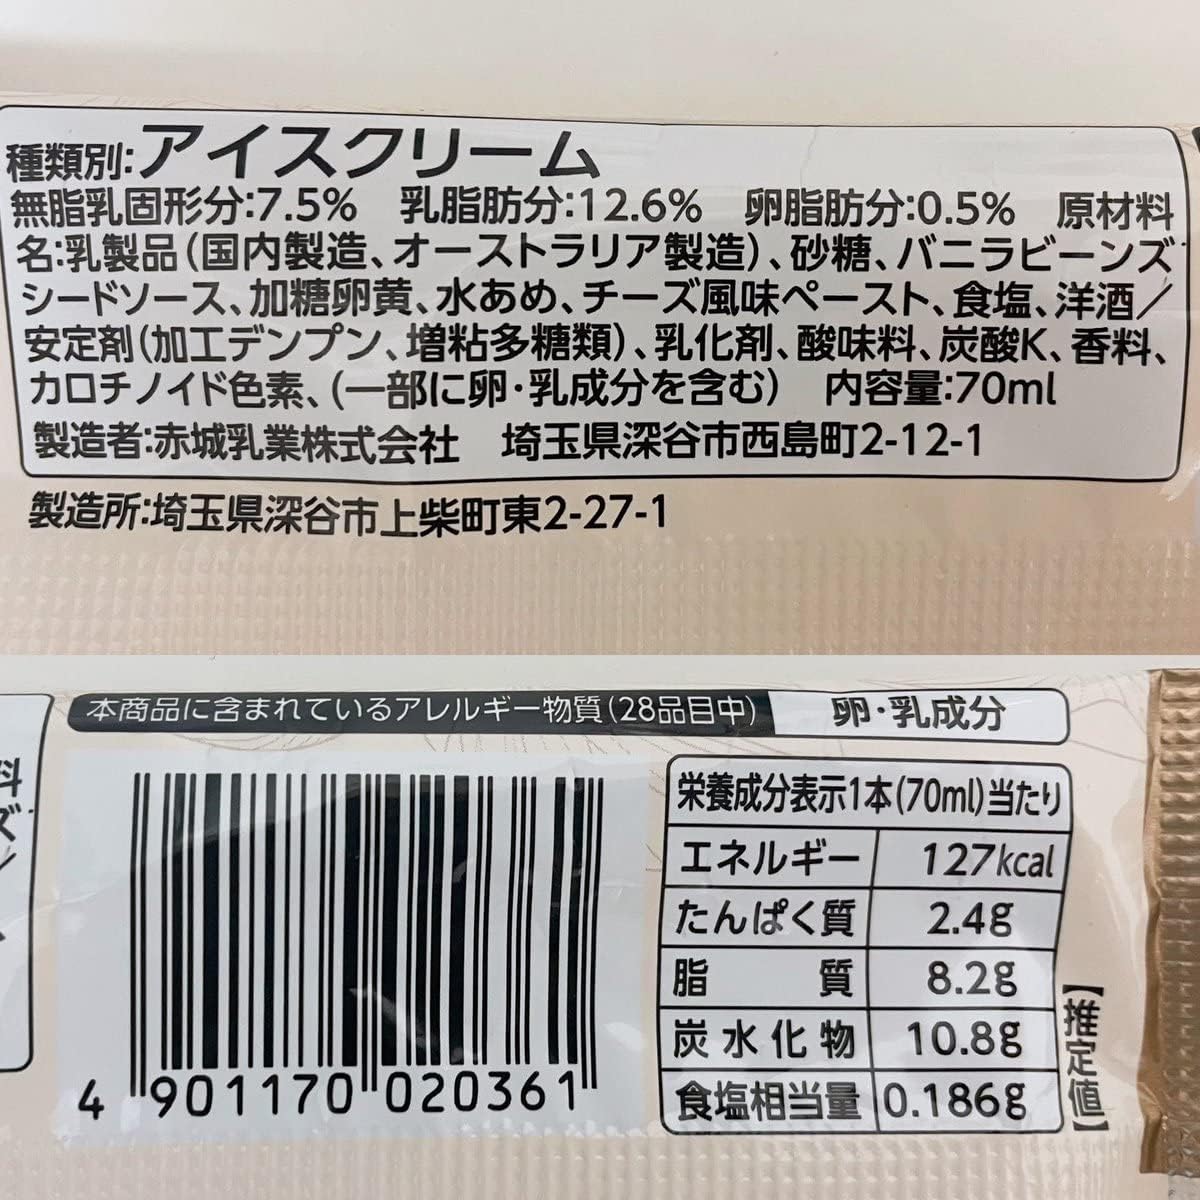 種類別:アイスクリーム
無脂乳固形分:7.5% 乳脂肪分:12.6% 卵脂肪分:0.5% 原材料
名:乳製品(国内製造、オーストラリア製造)、砂糖、バニラビーンズ
シードソース、加糖卵黄、水あめ、チーズ風味ペースト、食塩、洋酒/
安定剤(加工デンプン、増粘多糖類)、乳化剤、酸味料、炭酸K、香料、
カロチノイド色素、(一部に卵・乳成分を含む) 内容量:70ml
製造者:赤城乳業株式会社 埼玉県深谷市西島町2-12-1
製造所:埼玉県深谷市上柴町東2-27-1
本商品に含まれているアレルギー物質(28品目中) 卵・乳成分
料
ズ
/
、
栄養成分表示1本(70ml)当たり
エネルギー 127kcal
たんぱく質 2.4g
脂質 8.2g
炭水化物 10.8g
食塩相当量 0.186g
【推定値】
4 901170 020361